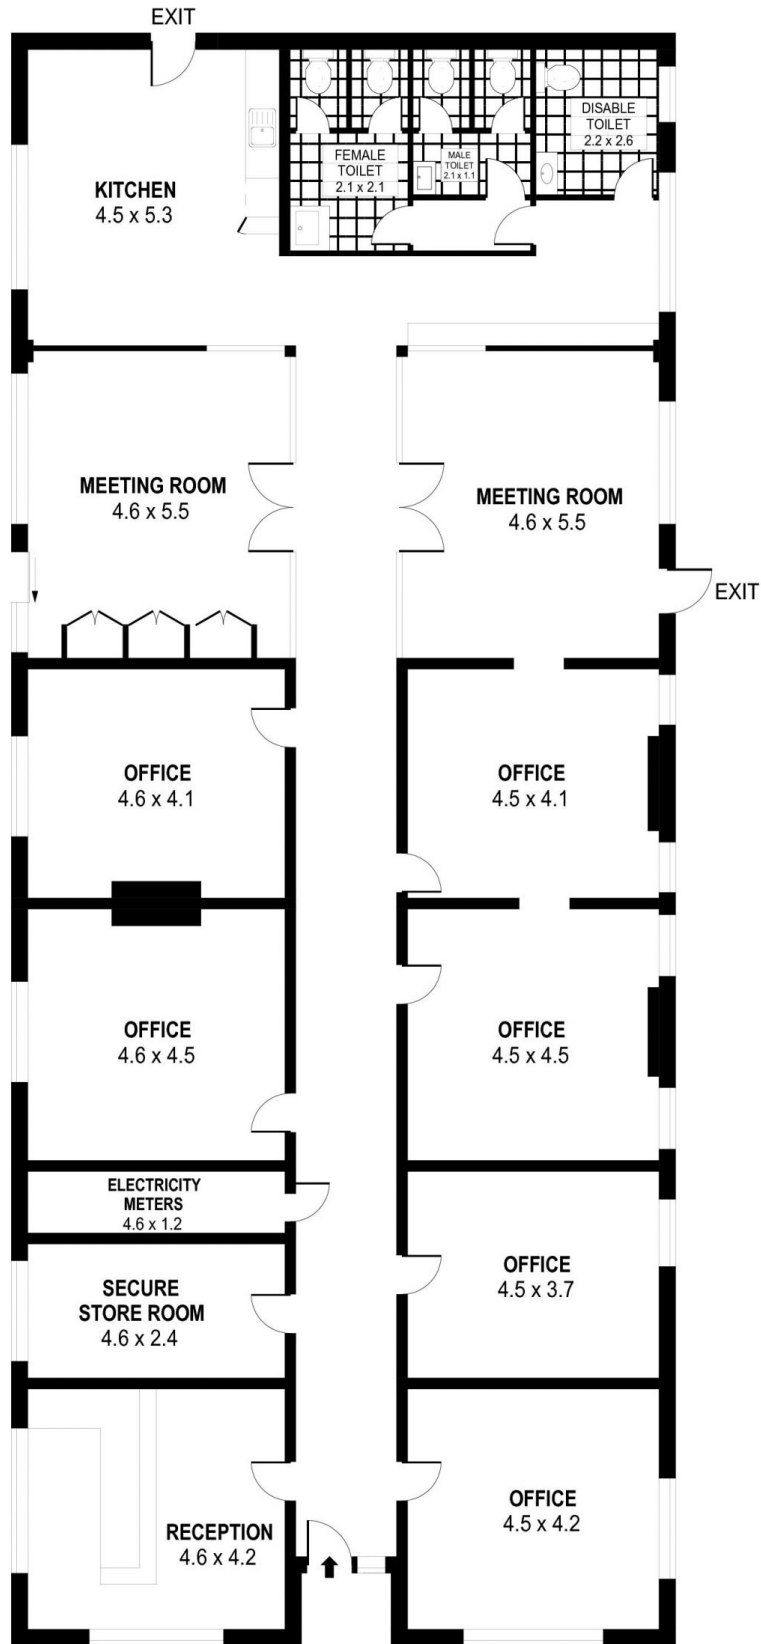 EXIT
KITCHEN
4.5 x 5.3
FEMALE
TOILET
2.1 x 2.1
MALE
TOILET
2.1 x 1.1
DISABLE
TOILET
2.2 x 2.6
MEETING ROOM
4.6 x 5.5
MEETING ROOM
4.6 x 5.5
EXIT
OFFICE
4.6 x 4.1
OFFICE
4.5 x 4.1
OFFICE
4.6 x 4.5
OFFICE
4.5 x 4.5
ELECTRICITY
METERS
4.6 x 1.2
SECURE
STORE ROOM
4.6 x 2.4
OFFICE
4.5 x 3.7
RECEPTION
4.6 x 4.2
OFFICE
4.5 x 4.2